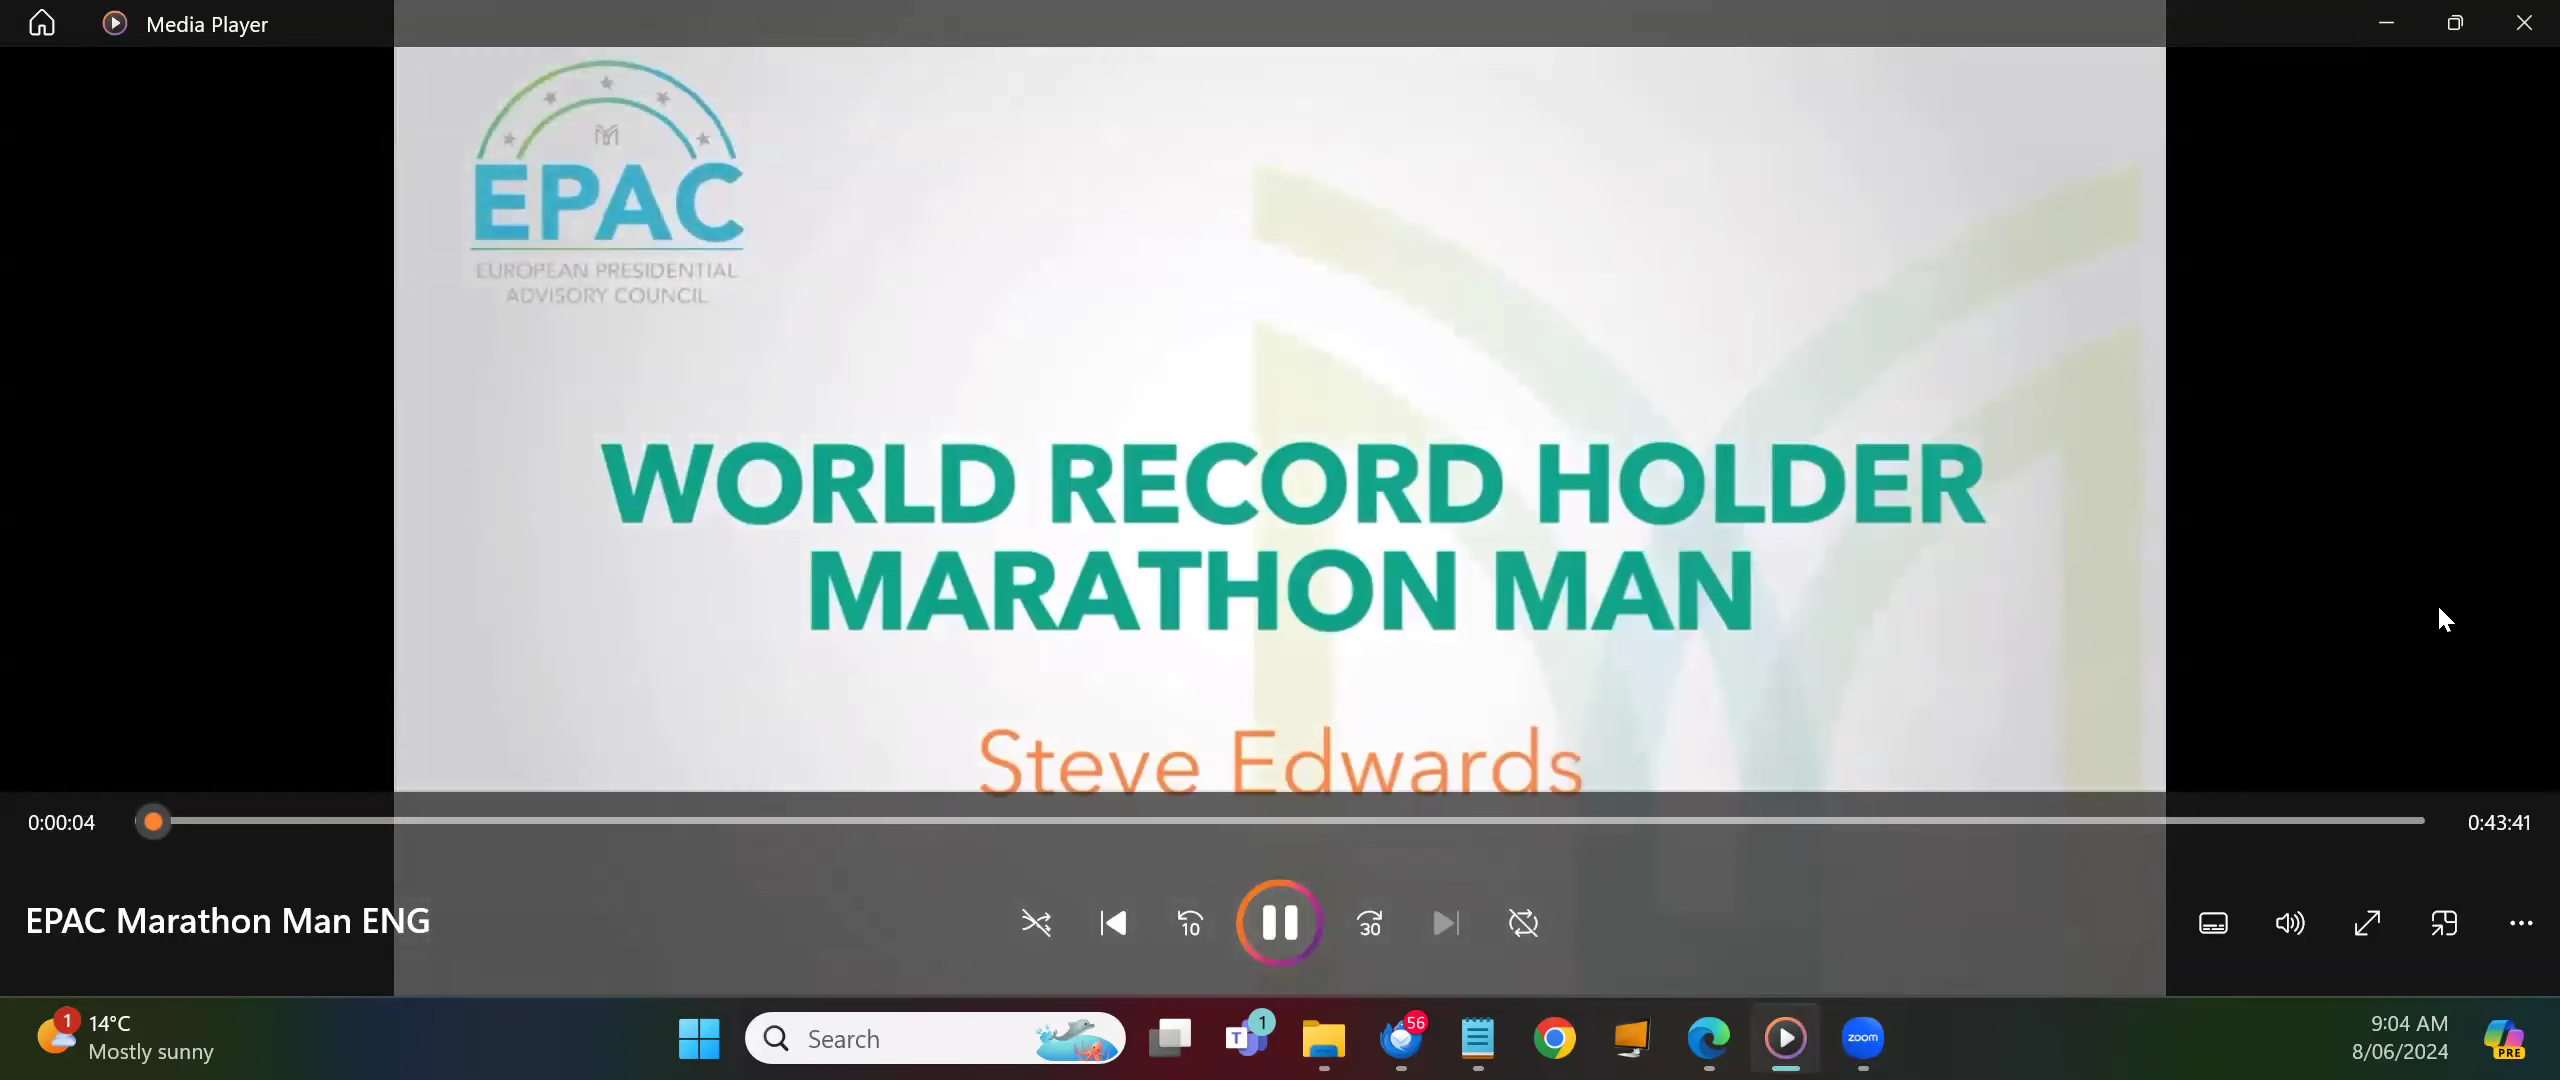 Media Player
EPAC
EUROPEAN PRESIDENTIAL
ADVISORY COUNCIL
WORLD RECORD HOLDER
MARATHON MAN
Steve Edwards
0:00:04
0:43:41
EPAC Marathon Man ENG
10
30
1
14°C
Mostly sunny
Search
T
1
56
zoom
9:04 AM
8/06/2024
PRE